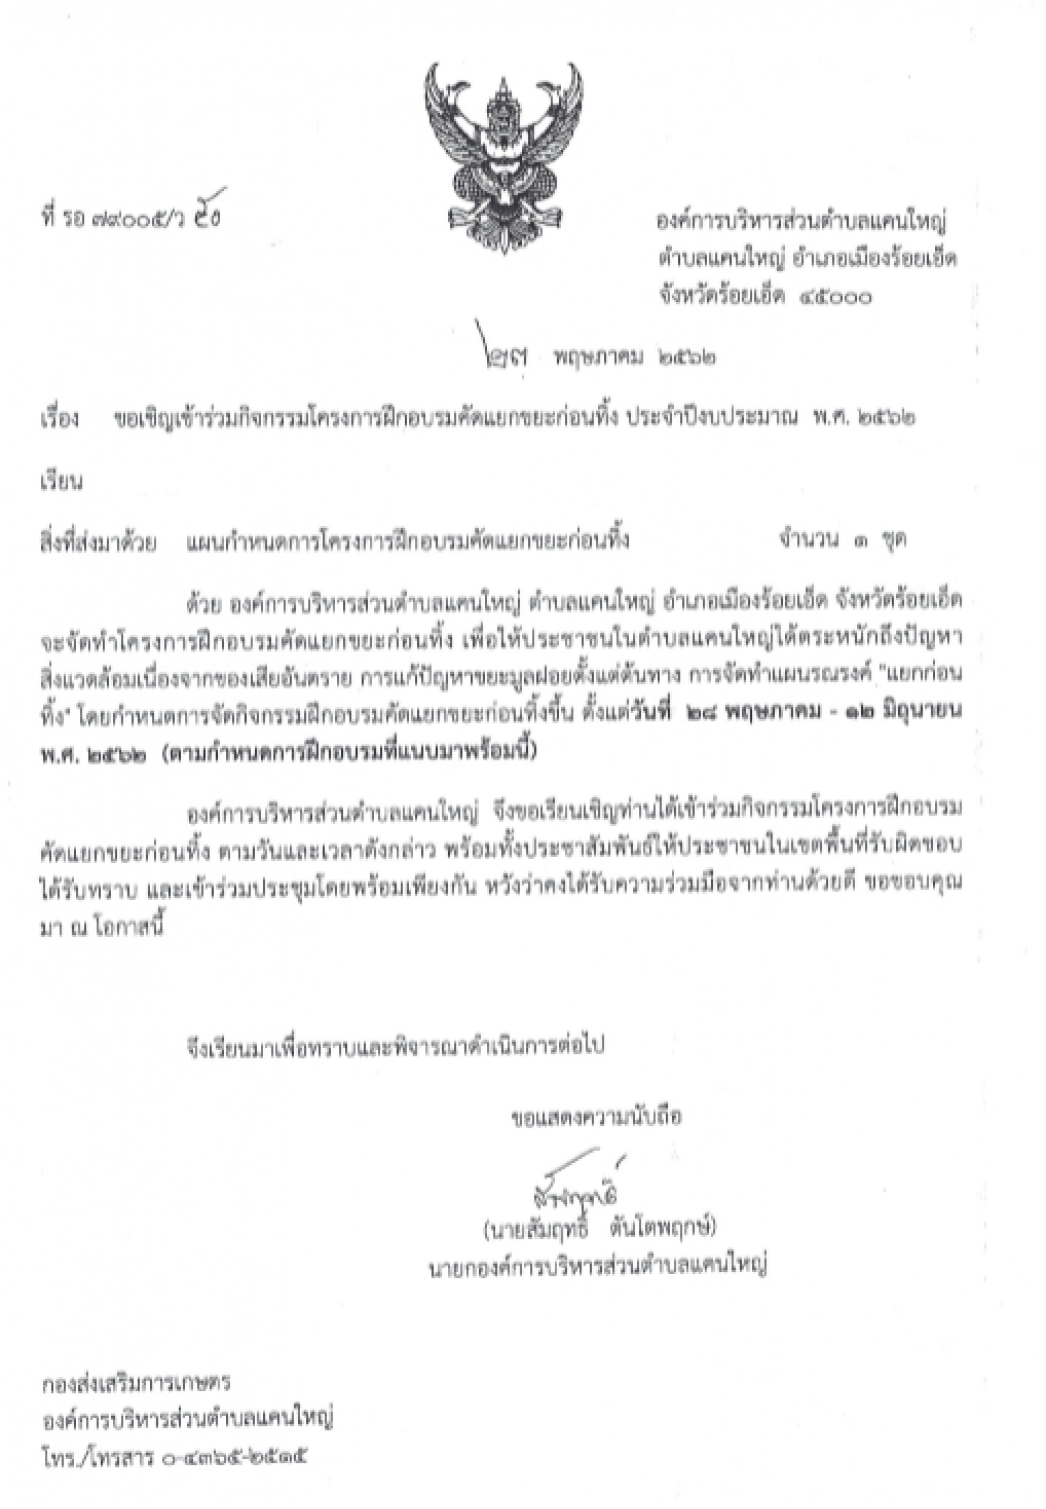 ที่ รอ ๗๙๐๐๕/ว ๕๐
องค์การบริหารส่วนตำบลแคนใหญ่
ตำบลแคนใหญ่ อำเภอเมืองร้อยเอ็ด
จังหวัดร้อยเอ็ด ๔๕๐๐๐
๒๓ พฤษภาคม ๒๕๖๒
เรื่อง ขอเชิญเข้าร่วมกิจกรรมโครงการฝึกอบรมคัดแยกขยะก่อนทิ้ง ประจำปีงบประมาณ พ.ศ. ๒๕๖๒
เรียน
สิ่งที่ส่งมาด้วย แผนกำหนดการโครงการฝึกอบรมคัดแยกขยะก่อนทิ้ง จำนวน ๑ ชุด
ด้วย องค์การบริหารส่วนตำบลแคนใหญ่ ตำบลแคนใหญ่ อำเภอเมืองร้อยเอ็ด จังหวัดร้อยเอ็ด
จะจัดทำโครงการฝึกอบรมคัดแยกขยะก่อนทิ้ง เพื่อให้ประชาชนในตำบลแคนใหญ่ได้ตระหนักถึงปัญหา
สิ่งแวดล้อมเนื่องจากของเสียอันตราย การแก้ปัญหาขยะมูลฝอยตั้งแต่ต้นทาง การจัดทำแผนรณรงค์ "แยกก่อน
ทิ้ง" โดยกำหนดการจัดกิจกรรมฝึกอบรมคัดแยกขยะก่อนทิ้งขึ้น ตั้งแต่วันที่ ๒๘ พฤษภาคม - ๑๒ มิถุนายน
พ.ศ. ๒๕๖๒ (ตามกำหนดการฝึกอบรมที่แนบมาพร้อมนี้)
องค์การบริหารส่วนตำบลแคนใหญ่ จึงขอเรียนเชิญท่านได้เข้าร่วมกิจกรรมโครงการฝึกอบรม
คัดแยกขยะก่อนทิ้ง ตามวันและเวลาดังกล่าว พร้อมทั้งประชาสัมพันธ์ให้ประชาชนในเขตพื้นที่รับผิดชอบ
ได้รับทราบ และเข้าร่วมประชุมโดยพร้อมเพียงกัน หวังว่าคงได้รับความร่วมมือจากท่านด้วยดี ขอขอบคุณ
มา ณ โอกาสนี้
จึงเรียนมาเพื่อทราบและพิจารณาดำเนินการต่อไป
ขอแสดงความนับถือ
(นายสัมฤทธิ์ ตันโตพฤกษ์)
นายกองค์การบริหารส่วนตำบลแคนใหญ่
กองส่งเสริมการเกษตร
องค์การบริหารส่วนตำบลแคนใหญ่
โทร./โทรสาร ๐-๔๓๖๕-๒๕๑๕